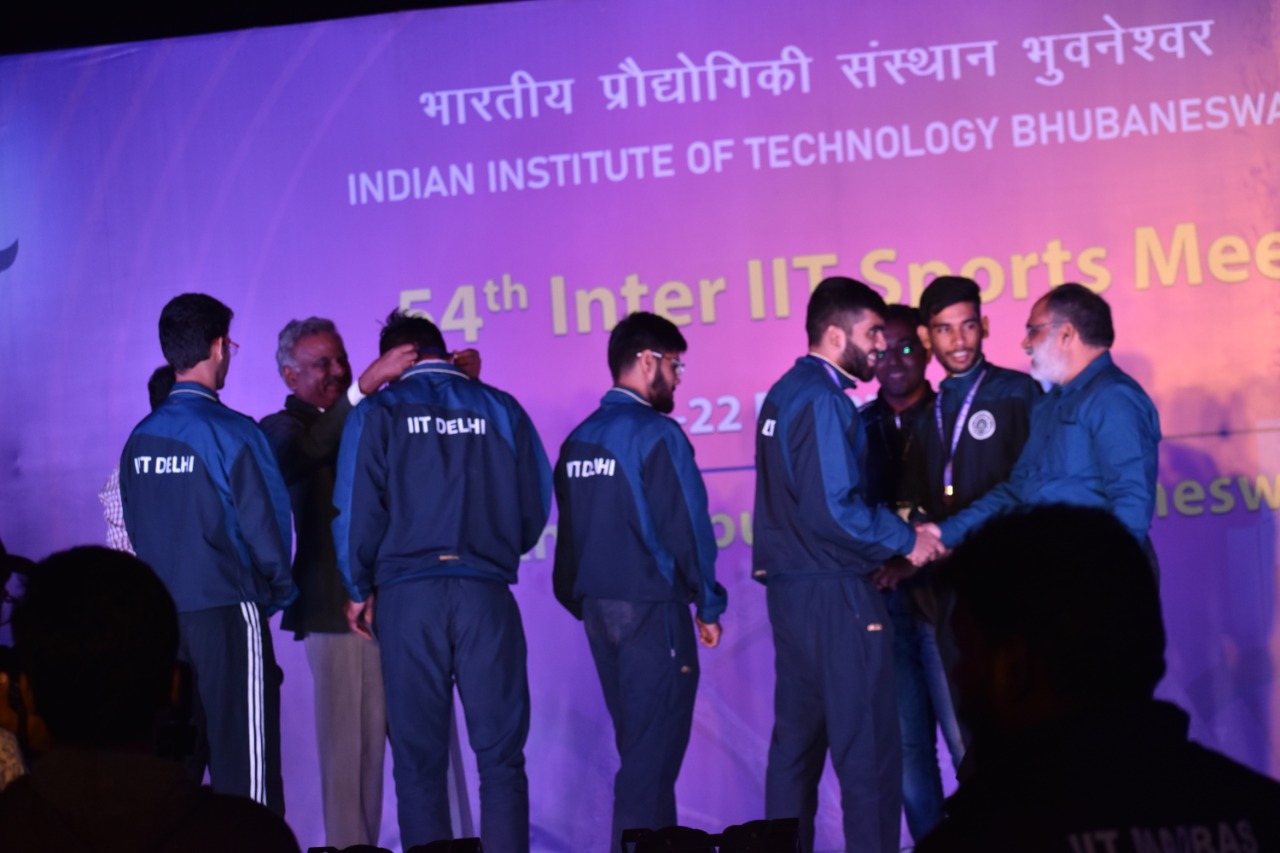 भारतीय प्रौद्योगिकी संस्थान भुवनेश्वर
INDIAN INSTITUTE OF TECHNOLOGY BHUBANESWA
54th Inter IIT Sports Mee
-22
nesw
IIT DELHI
IIT DELHI
IIT DELHI
IIT MADRAS